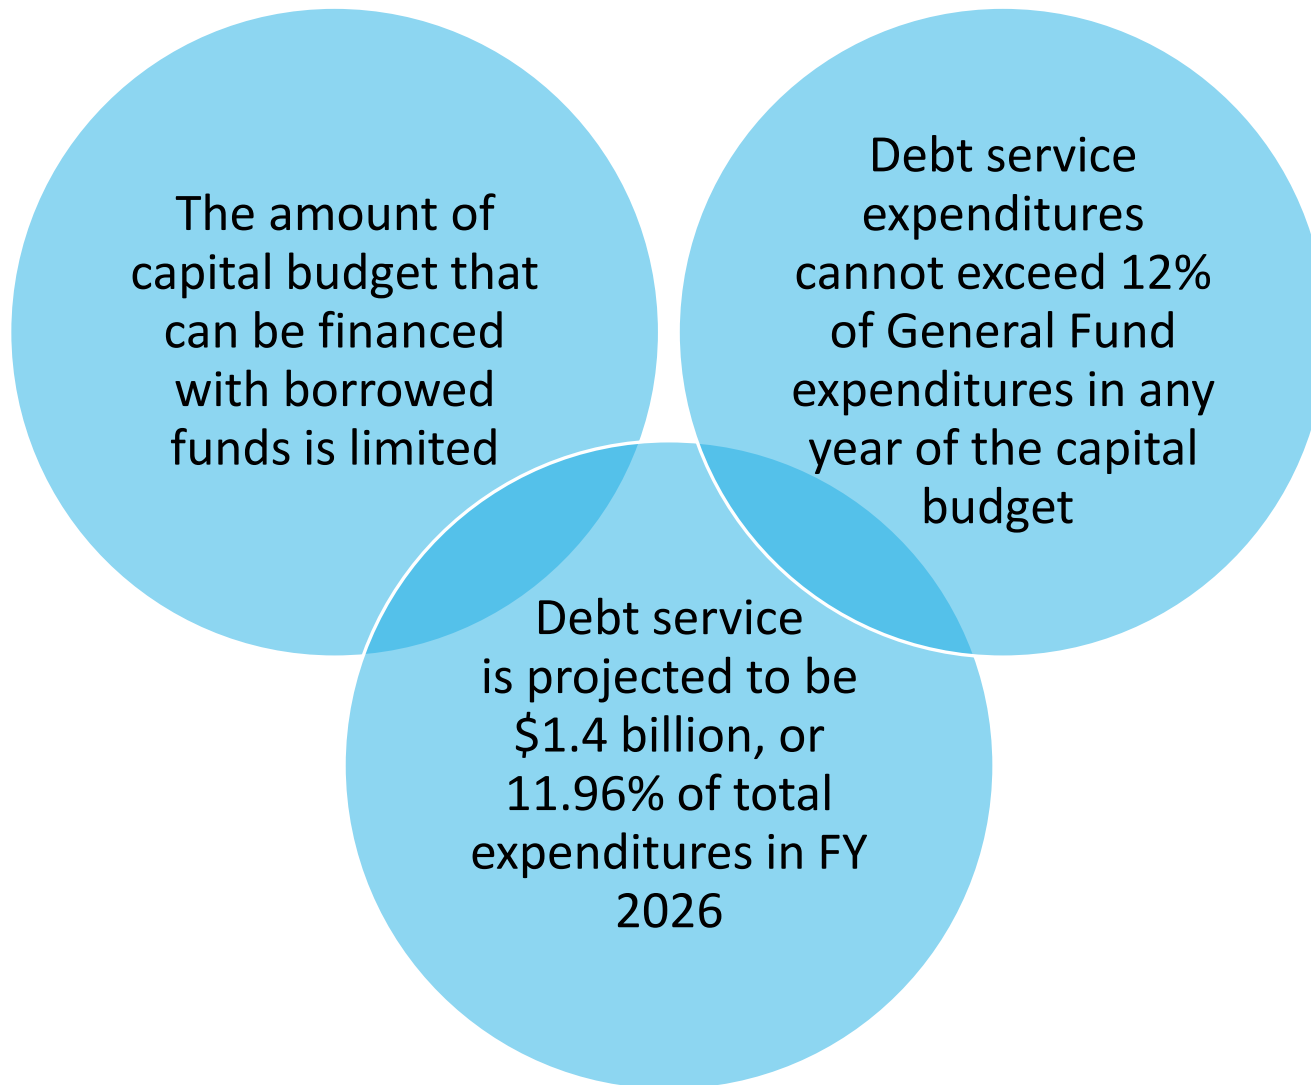 The amount of
capital budget that
can be financed
with borrowed
funds is limited
Debt service
expenditures
cannot exceed 12%
of General Fund
expenditures in any
year of the capital
budget
Debt service
is projected to be
$1.4 billion, or
11.96% of total
expenditures in FY
2026